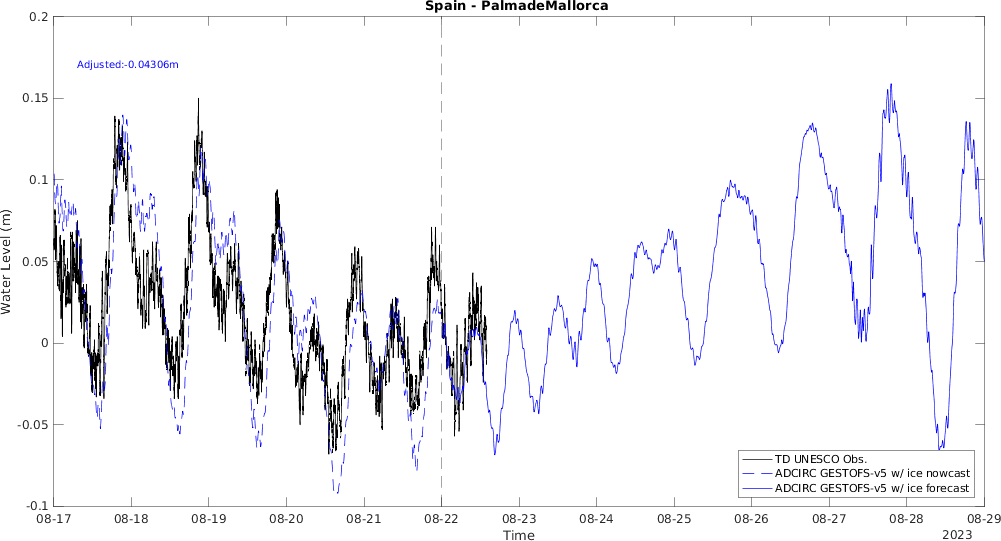 Spain - PalmadeMallorca
0.2
0.15
0.1
0.05
0
-0.05
-0.1
Water Level (m)
Adjusted:-0.04306m
TD UNESCO Obs.
ADCIRC GESTOFS-v5 w/ ice nowcast
ADCIRC GESTOFS-v5 w/ ice forecast
08-17 08-18 08-19 08-20 08-21 08-22 08-23 08-24 08-25 08-26 08-27 08-28 08-29
Time
2023